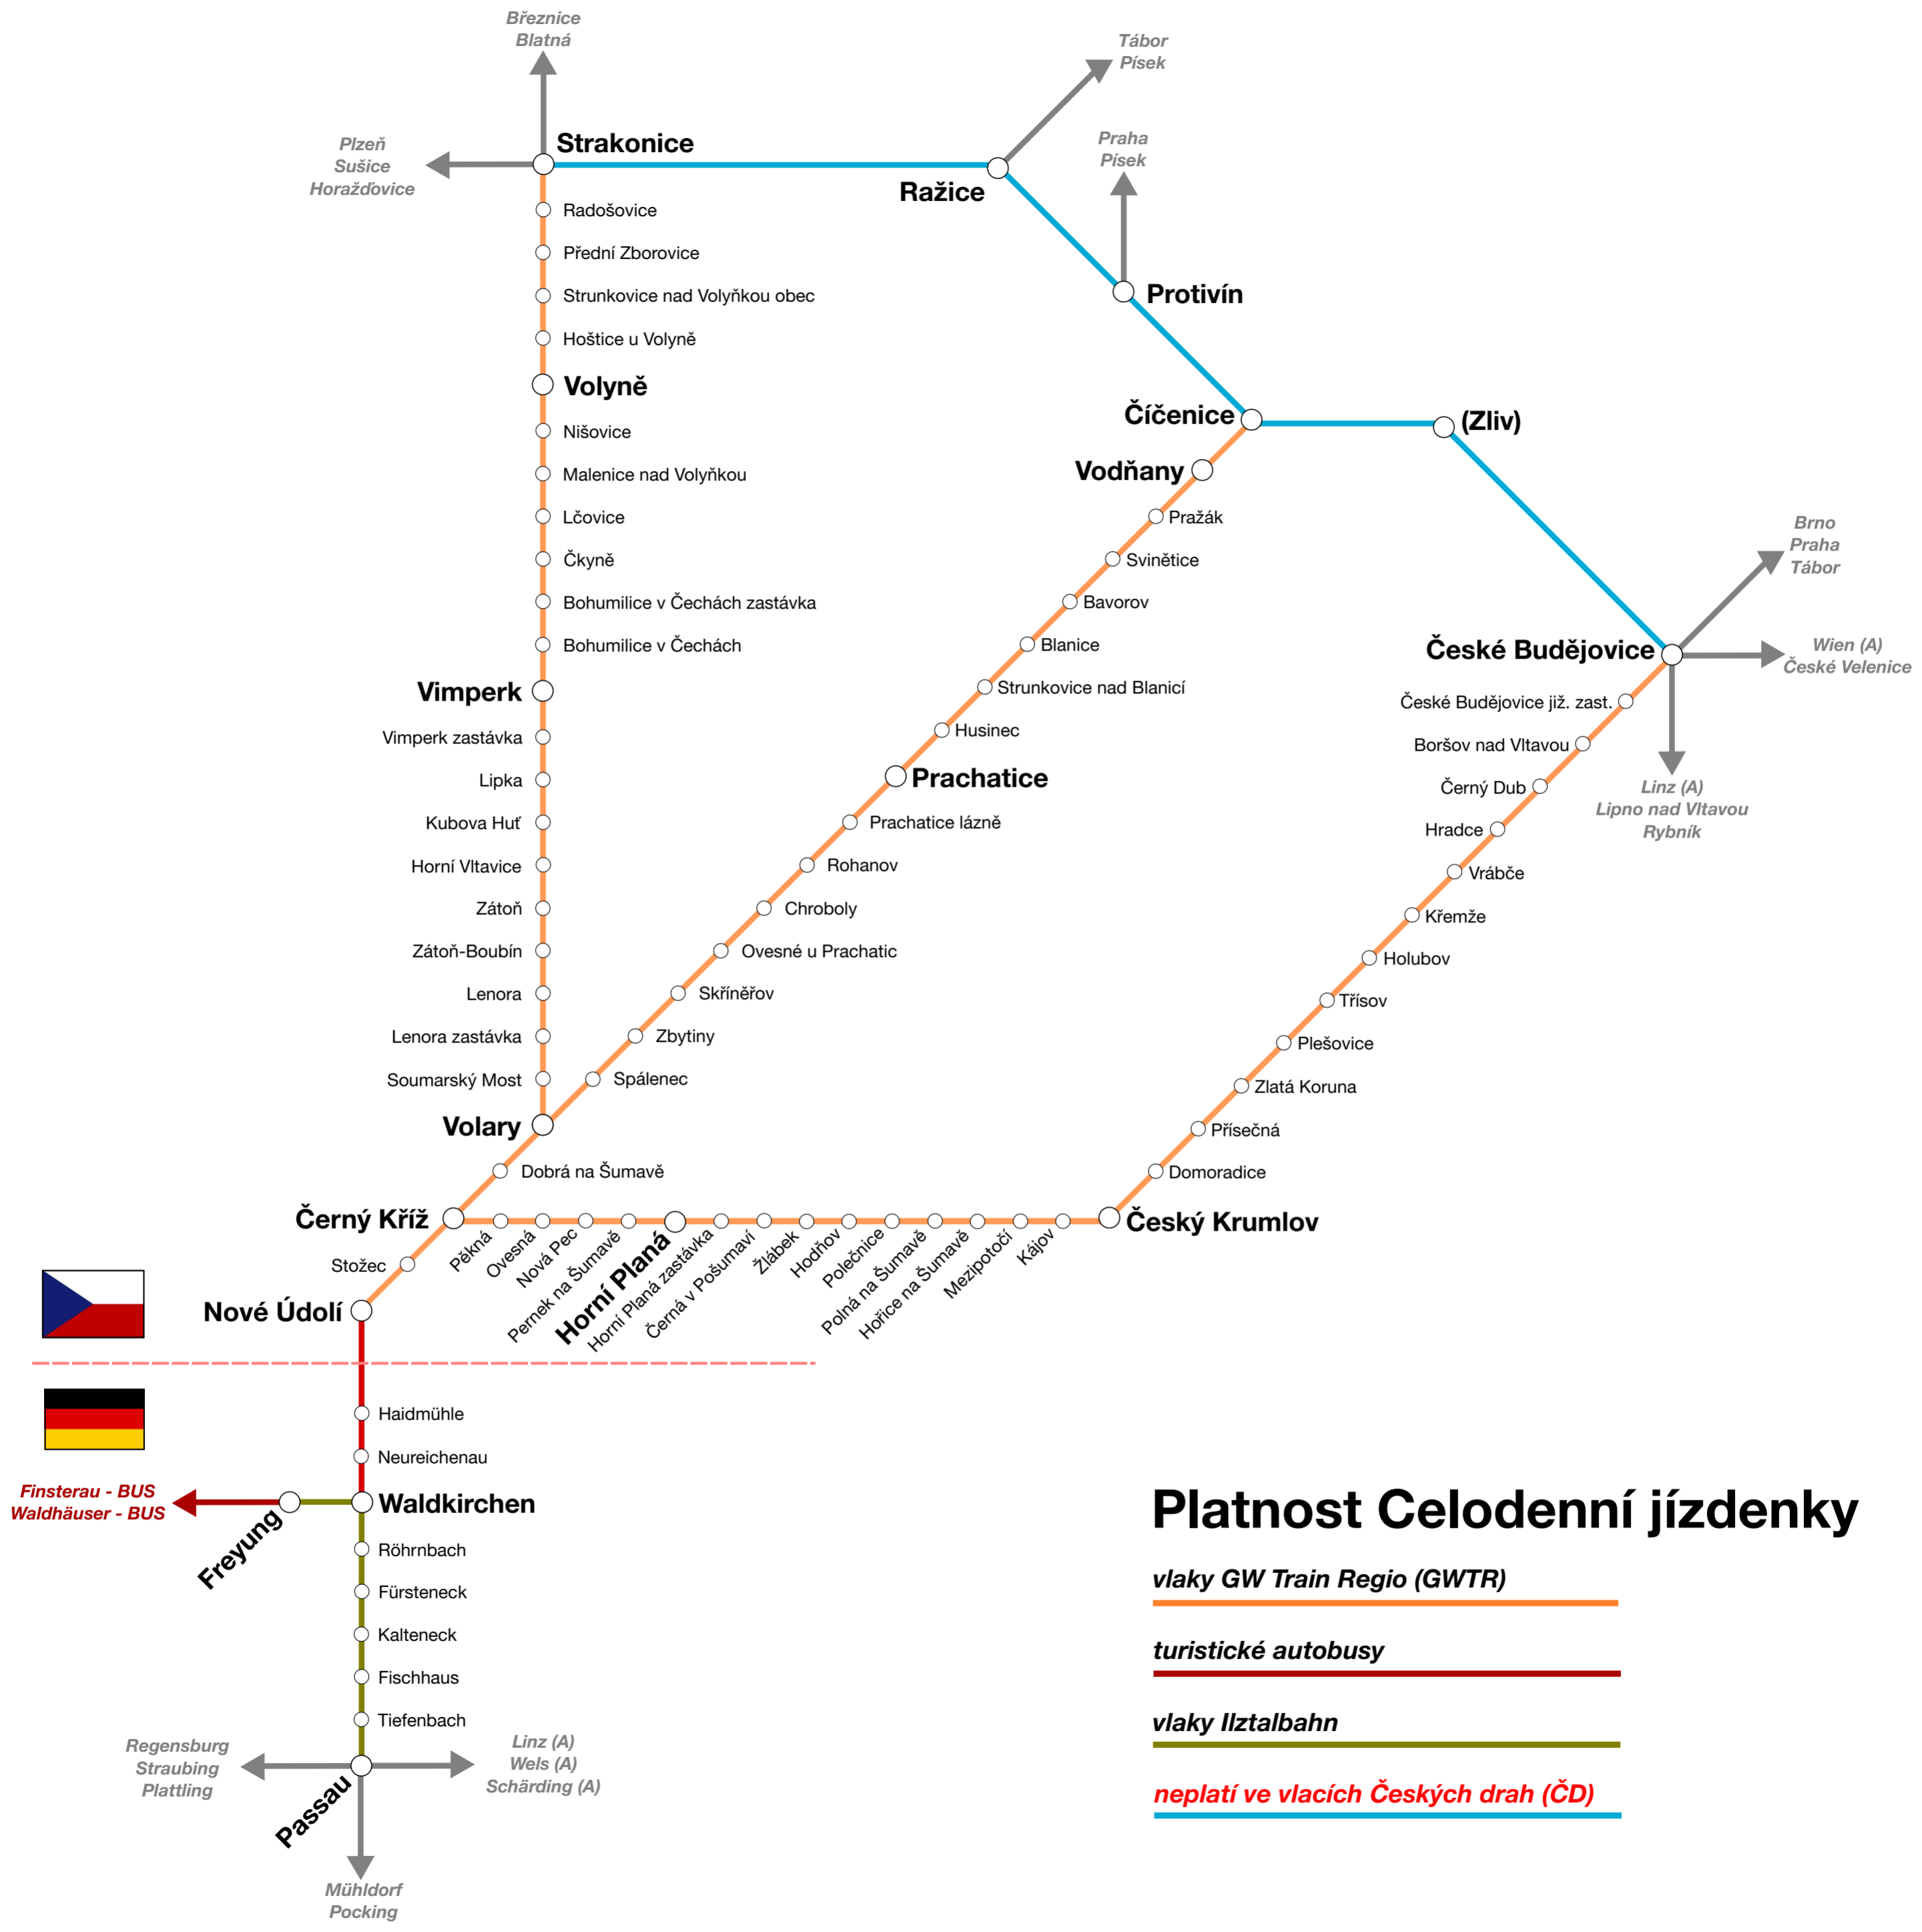 Březnice
Blatná
Tábor
Písek
Plzeň
Sušice
Horažďovice
Strakonice
Ražice
Praha
Písek
Radošovice
Přední Zborovice
Strunkovice nad Volyňkou obec
Hoštice u Volyně
Volyně
Nišovice
Malenice nad Volyňkou
Lčovice
Čkyně
Bohumilice v Čechách zastávka
Bohumilice v Čechách
Vimperk
Vimperk zastávka
Lipka
Kubova Huť
Horní Vltavice
Zátoň
Zátoň-Boubín
Lenora
Lenora zastávka
Soumarský Most
Volary
Protivín
Číčenice
(Zliv)
Vodňany
Pražák
Svinětice
Bavorov
Blanice
Strunkovice nad Blanicí
Husinec
Prachatice
Prachatice lázně
Rohanov
Chroboly
Ovesné u Prachatic
Skříněřov
Zbytiny
Spálenec
Dobrá na Šumavě
Brno
Praha
Tábor
České Budějovice
Wien (A)
České Velenice
Linz (A)
Lipno nad Vltavou
Rybník
České Budějovice již. zast.
Boršov nad Vltavou
Černý Dub
Hradce
Vrábče
Křemže
Holubov
Třísov
Plešovice
Zlatá Koruna
Přísečná
Domoradice
Český Krumlov
Černý Kříž
Pěkná
Ovesná
Nová Pec
Pernek na Šumavě
Horní Planá
Horní Planá zastávka
Černá v Pošumaví
Žlábek
Hodňov
Polečnice
Polná na Šumavě
Hořice na Šumavě
Mezipotočí
Kájov
Stožec
Nové Údolí
Haidmühle
Neureichenau
Finsterau - BUS
Waldhäuser - BUS
Waldkirchen
Freyung
Röhrnbach
Fürsteneck
Kalteneck
Fischhaus
Tiefenbach
Regensburg
Straubing
Plattling
Linz (A)
Wels (A)
Schärding (A)
Passau
Mühldorf
Pocking
Platnost Celodenní jízdenky
vlaky GW Train Regio (GWTR)
turistické autobusy
vlaky Ilztalbahn
neplatí ve vlacích Českých drah (ČD)